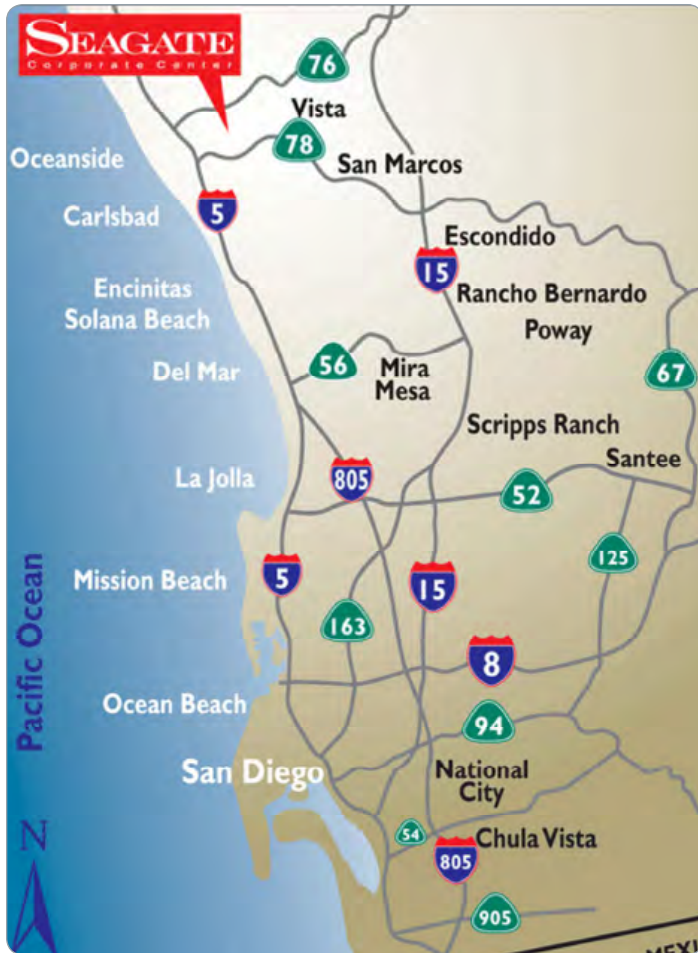 SEAGATE
Corporate Center
76
Vista
78
Oceanside
San Marcos
5
Carlsbad
Escondido
15
Encinitas
Solana Beach
Rancho Bernardo
Poway
56
Del Mar
Mira
Mesa
67
Scripps Ranch
Santee
La Jolla
805
52
125
Mission Beach
5
15
163
8
Pacific Ocean
Ocean Beach
94
San Diego
National
City
N
54
Chula Vista
805
905